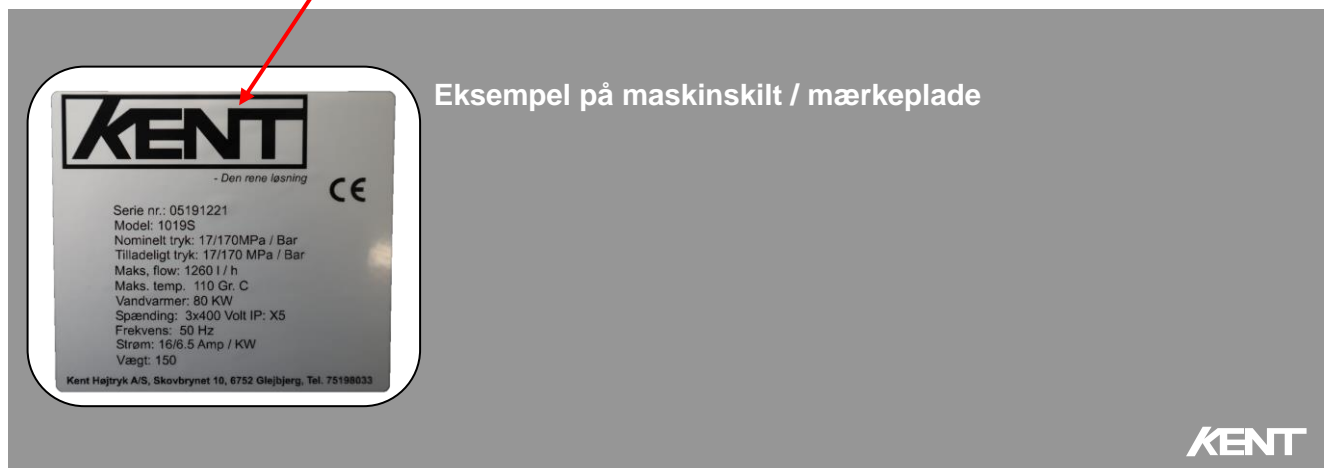 Eksempel på maskinskilt / mærkeplade
KENT
- Den rene løsning
CE
Serie nr.: 05191221
Model: 1019S
Nominelt tryk: 17/170MPa / Bar
Tilladeligt tryk: 17/170 MPa / Bar
Maks, flow: 1260 l / h
Maks. temp. 110 Gr. C
Vandvarmer: 80 KW
Spænding: 3x400 Volt IP: X5
Frekvens: 50 Hz
Strøm: 16/6.5 Amp / KW
Vægt: 150
Kent Højtryk A/S, Skovbrynet 10, 6752 Glejbjerg, Tel. 75198033
KENT